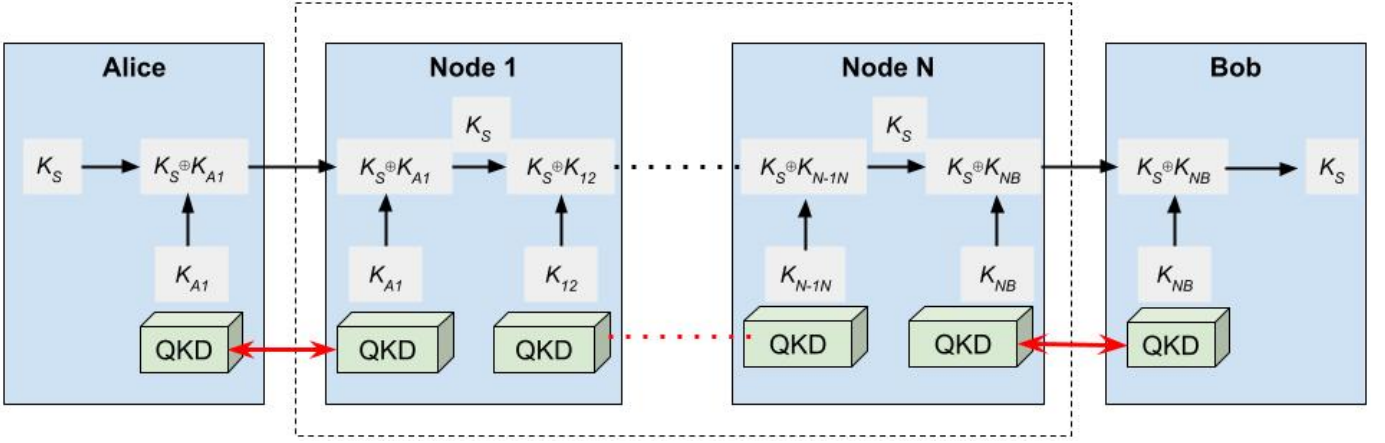 Alice
Node 1
Node N
Bob
K_S
K_S
K_S
K_S⊕K_A1
K_S⊕K_A1
K_S⊕K_12
K_S⊕K_N-1N
K_S⊕K_NB
K_S⊕K_NB
K_S
K_A1
K_A1
K_12
K_N-1N
K_NB
K_NB
QKD
QKD
QKD
QKD
QKD
QKD